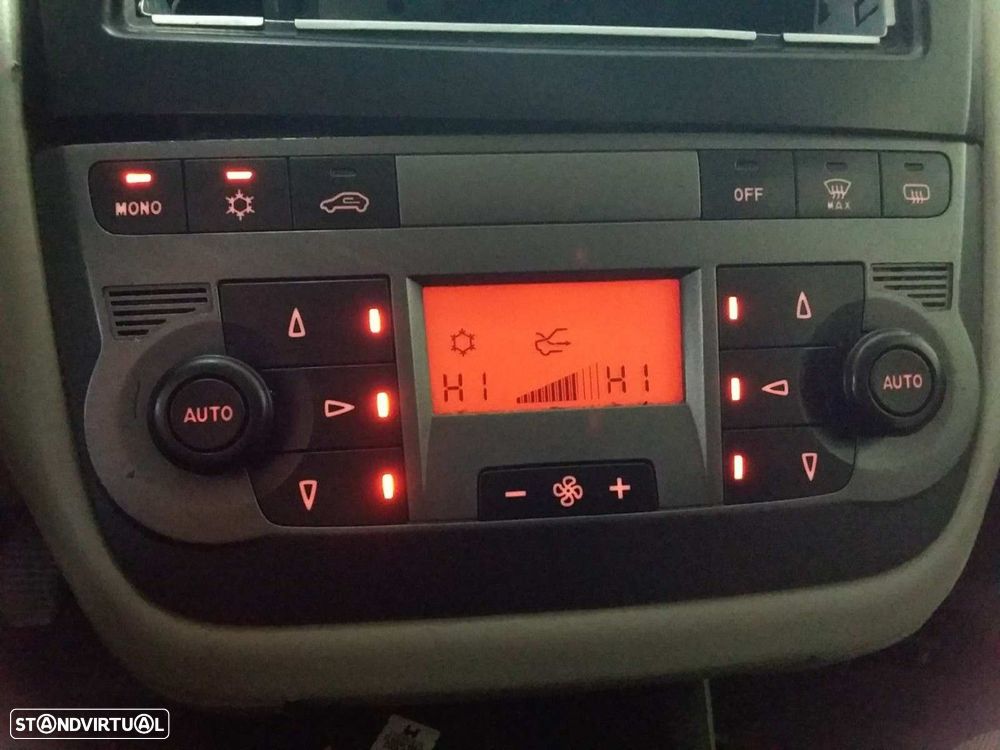 MONO
OFF
MAX
AUTO
HI
HI
AUTO
- +
STANDVIRTUAL